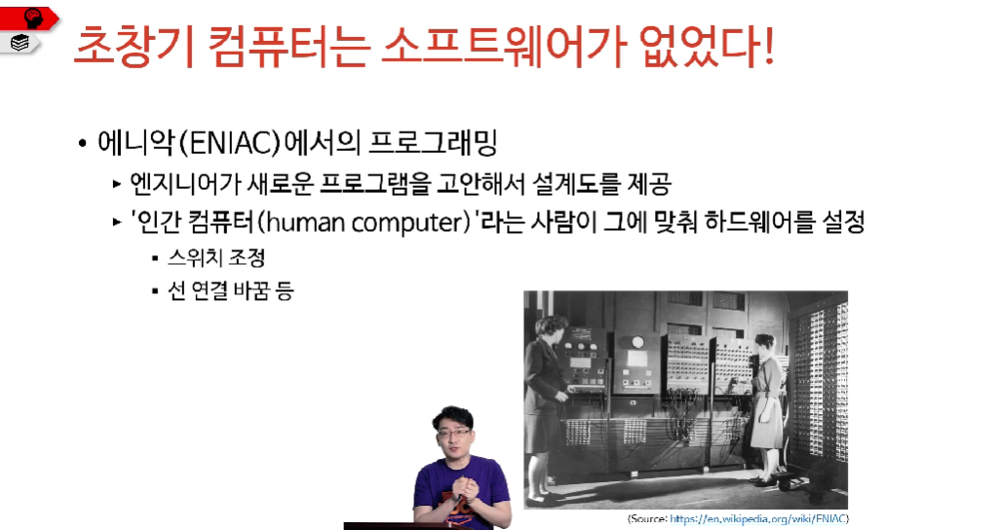 초창기 컴퓨터는 소프트웨어가 없었다!
• 에니악(ENIAC)에서의 프로그래밍
▸ 엔지니어가 새로운 프로그램을 고안해서 설계도를 제공
▸ '인간 컴퓨터(human computer)'라는 사람이 그에 맞춰 하드웨어를 설정
▪ 스위치 조정
▪ 선 연결 바꿈 등
(Source: https://en.wikipedia.org/wiki/ENIAC)